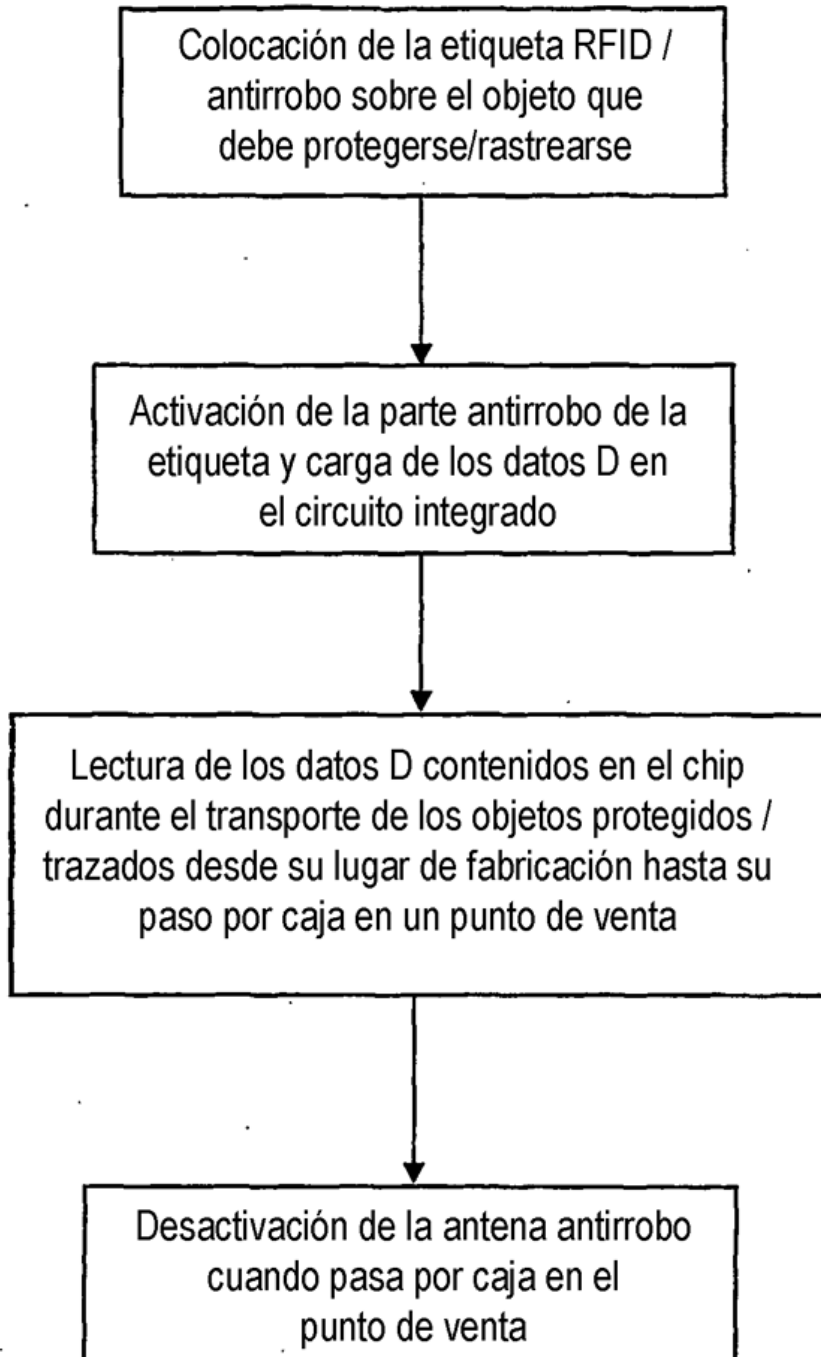 Colocación de la etiqueta RFID /
antirrobo sobre el objeto que
debe protegerse/rastrearse
Activación de la parte antirrobo de la
etiqueta y carga de los datos D en
el circuito integrado
Lectura de los datos D contenidos en el chip
durante el transporte de los objetos protegidos /
trazados desde su lugar de fabricación hasta su
paso por caja en un punto de venta
Desactivación de la antena antirrobo
cuando pasa por caja en el
punto de venta